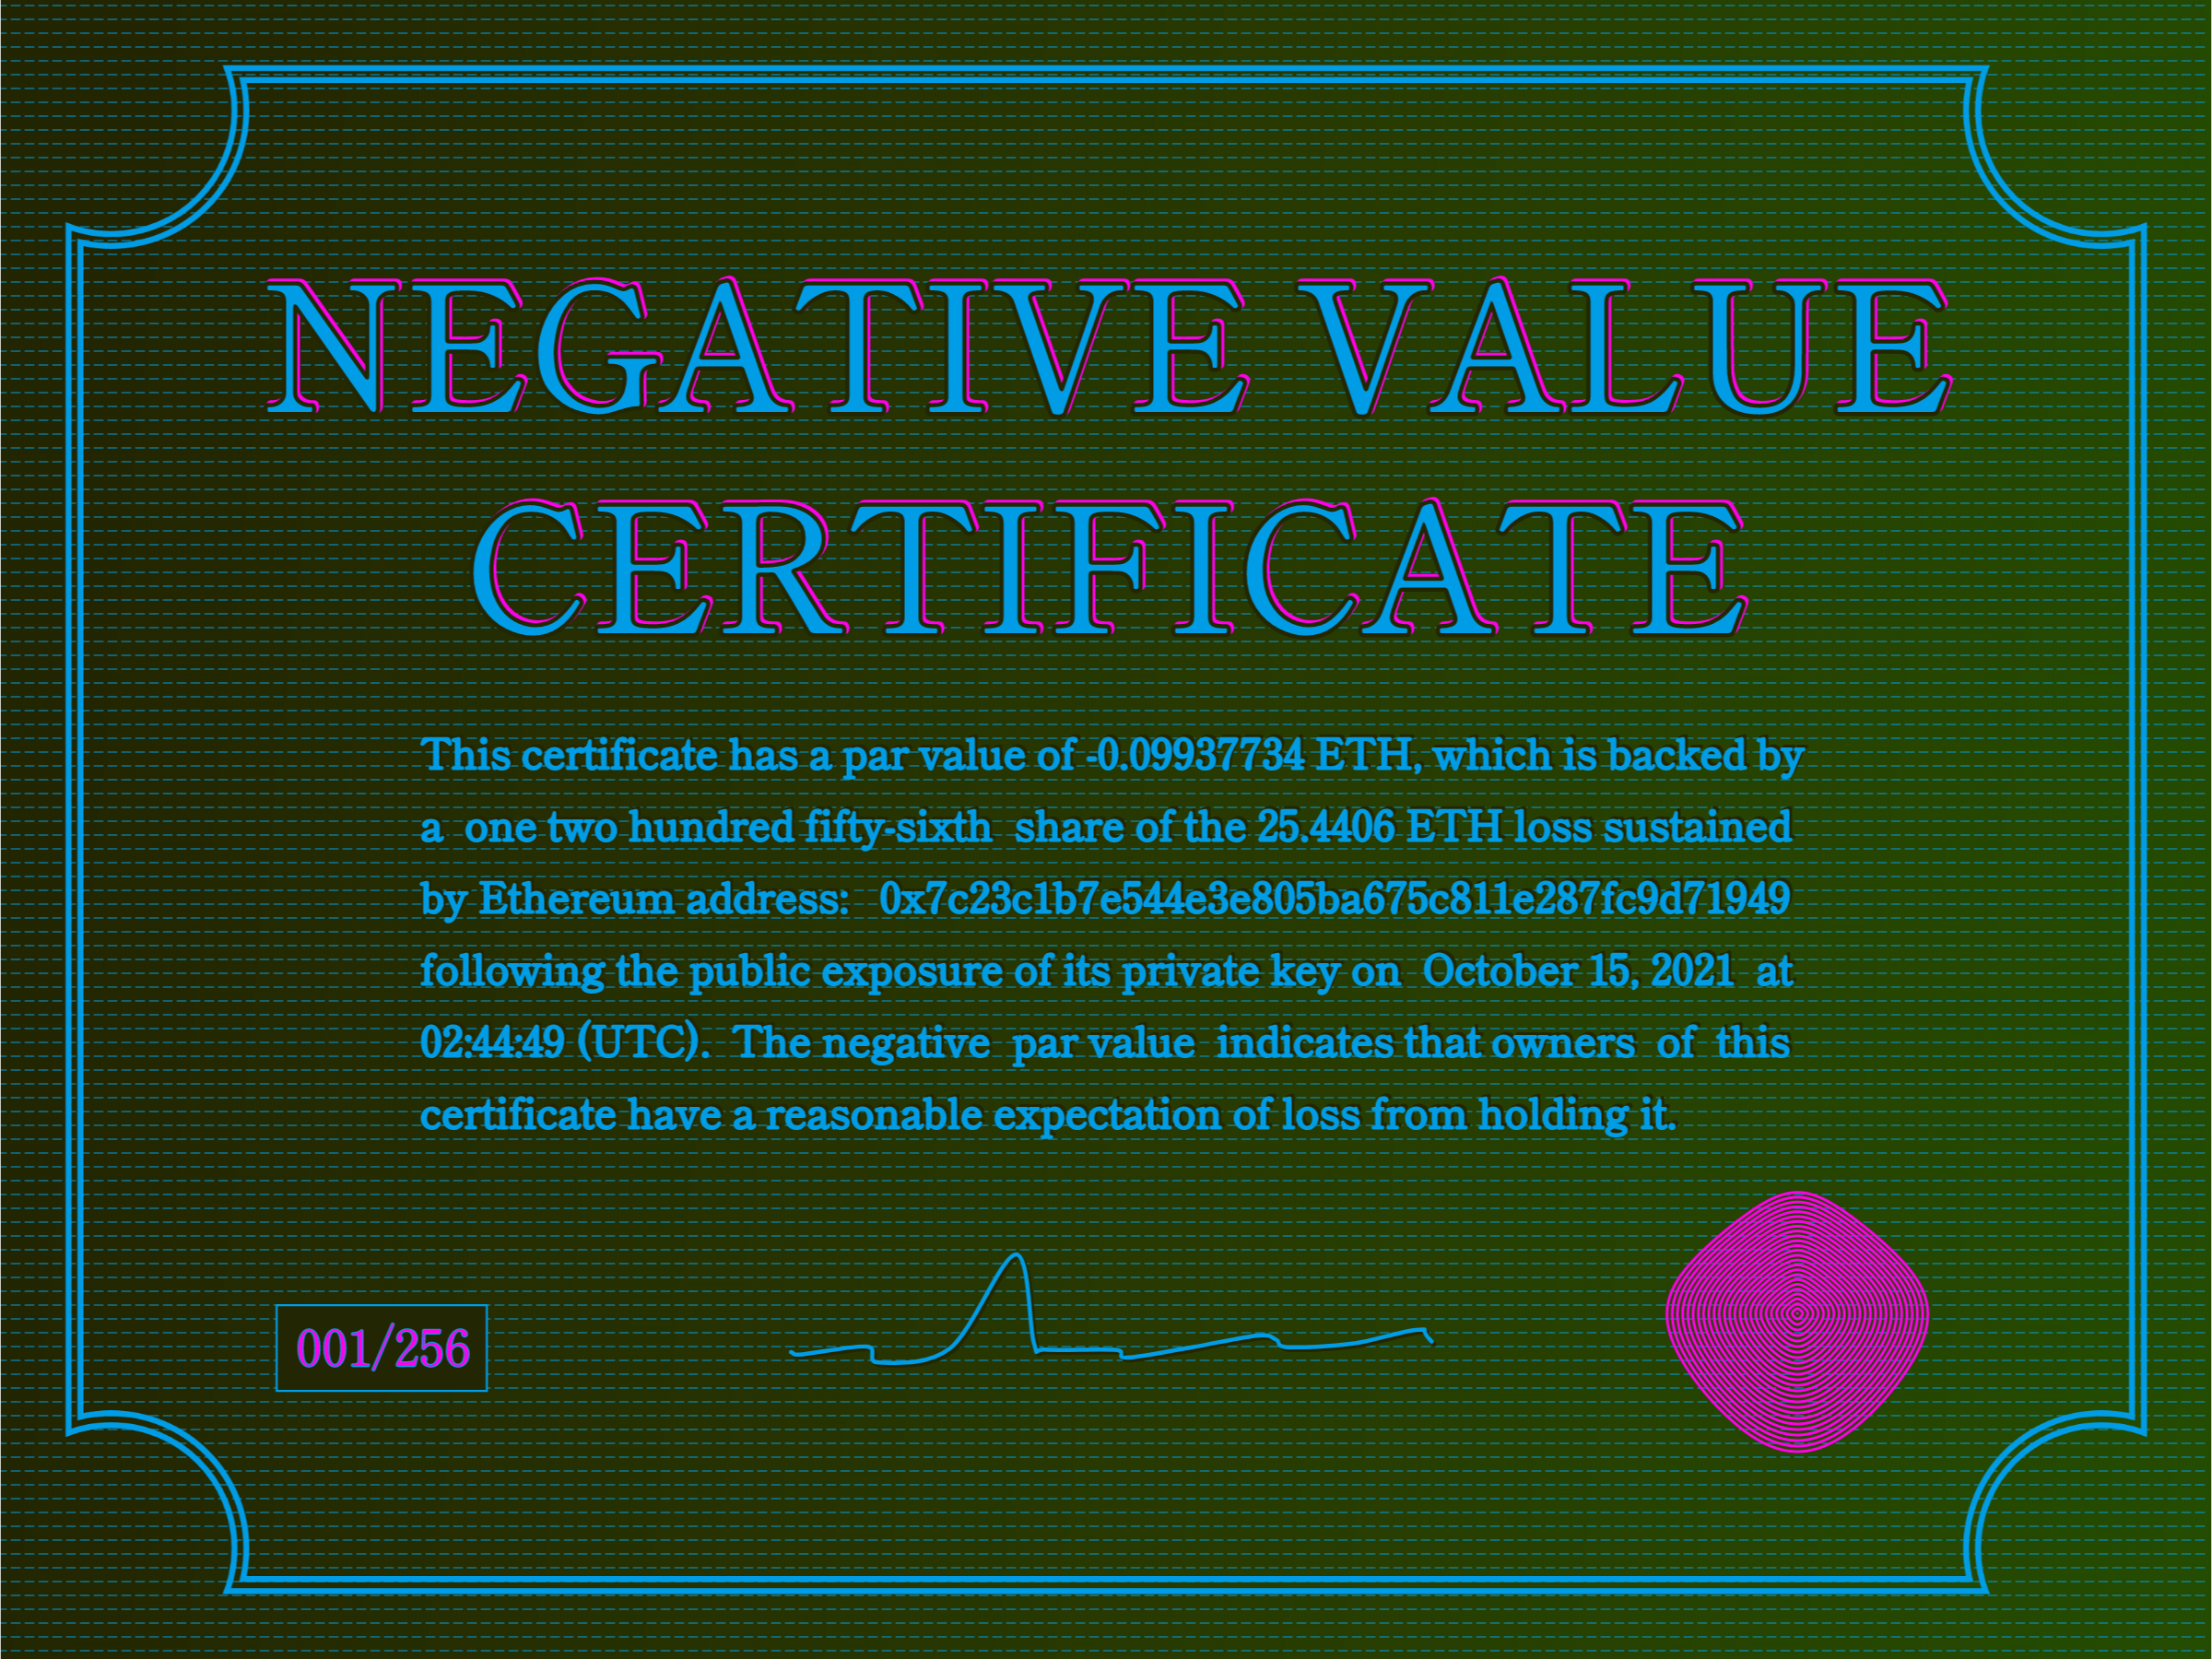 NEGATIVE VALUE
CERTIFICATE
This certificate has a par value of -0.09937734 ETH, which is backed by
a one two hundred fifty-sixth share of the 25.4406 ETH loss sustained
by Ethereum address: 0x7c23c1b7e544e3e805ba675c811e287fc9d71949
following the public exposure of its private key on October 15, 2021 at
02:44:49 (UTC). The negative par value indicates that owners of this
certificate have a reasonable expectation of loss from holding it.
001/256